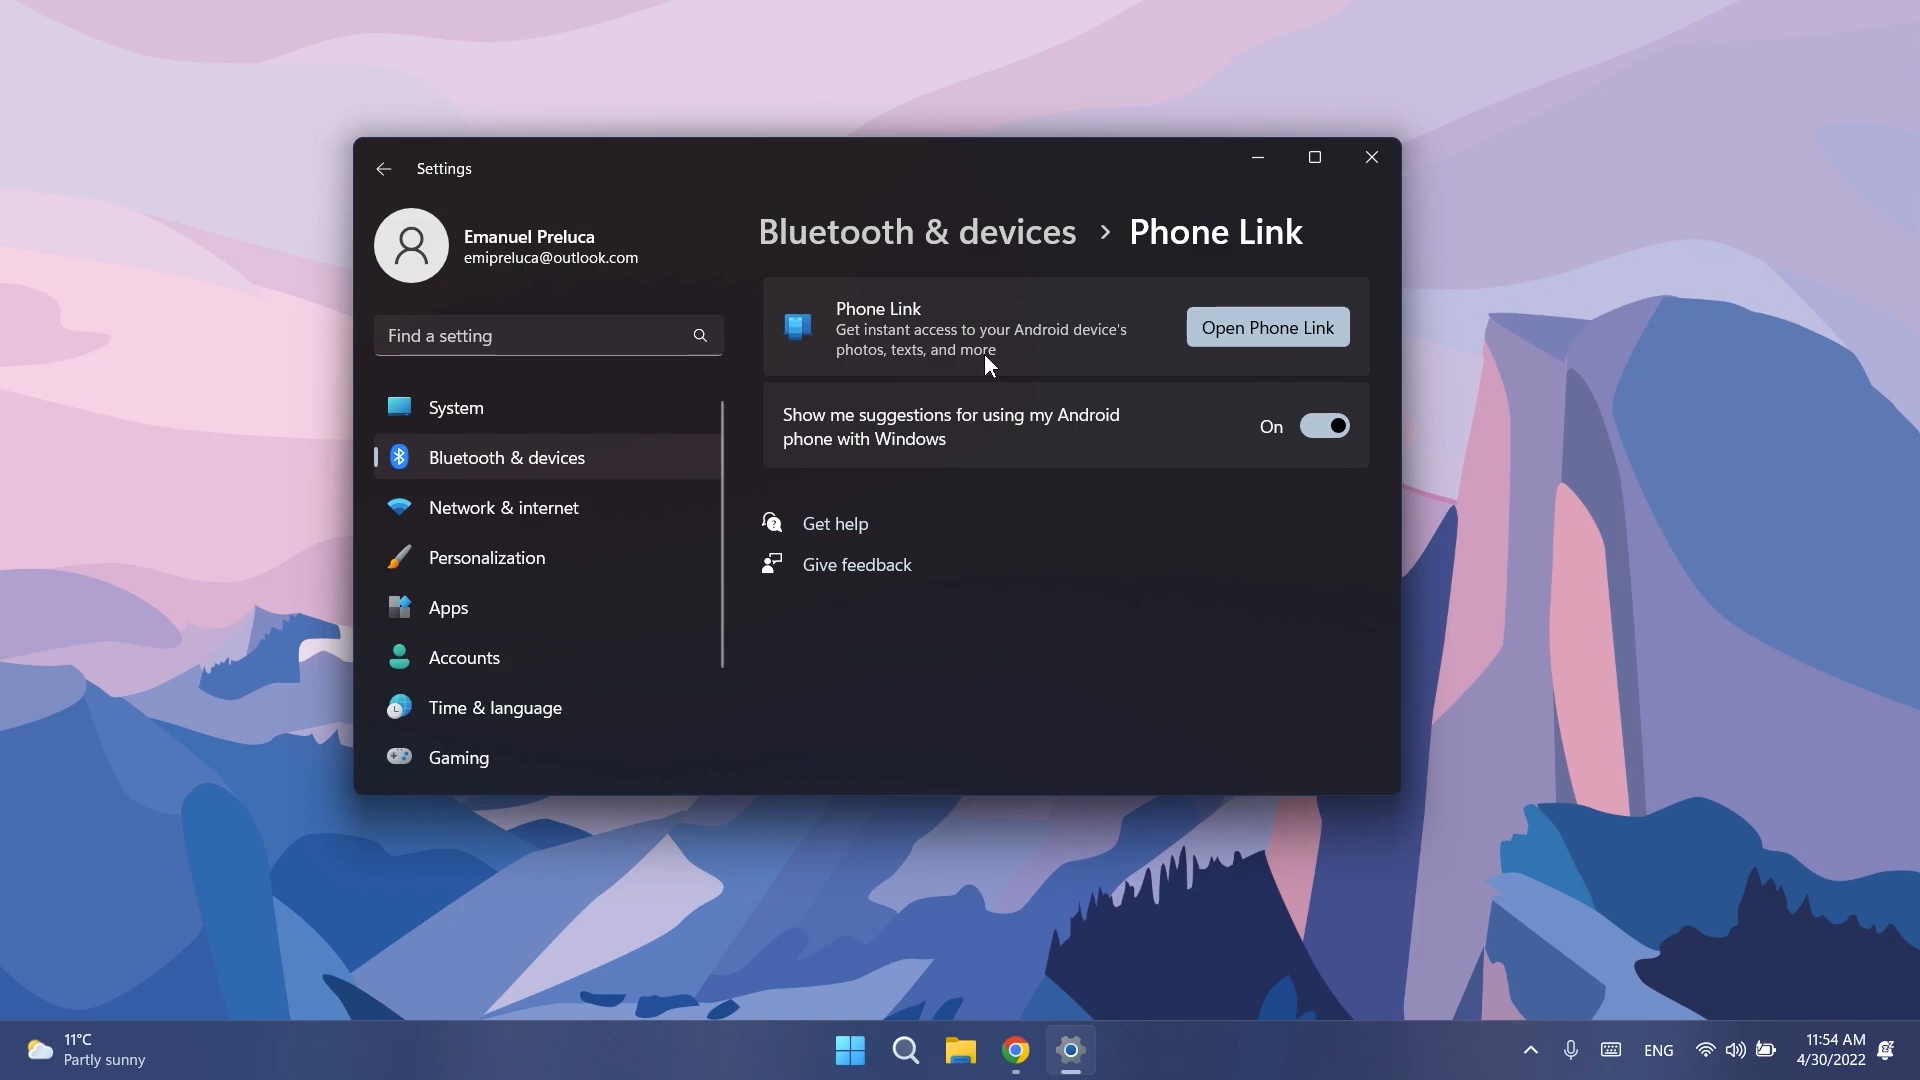 Settings
Emanuel Preluca
emipreluca@outlook.com
Find a setting
System
Bluetooth & devices
Network & internet
Personalization
Apps
Accounts
Time & language
Gaming
Bluetooth & devices › Phone Link
Phone Link
Get instant access to your Android device's
photos, texts, and more
Open Phone Link
Show me suggestions for using my Android
phone with Windows
On
Get help
Give feedback
11°C
Partly sunny
ENG
11:54 AM
4/30/2022